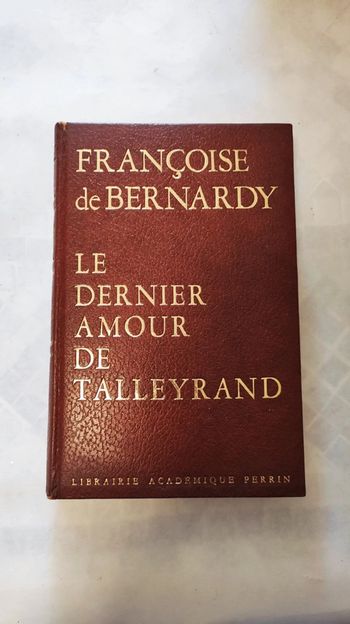 FRANÇOISE
de BERNARDY
LE
DERNIER
AMOUR
DE
TALLEYRAND
LIBRAIRIE ACADÉMIQUE PERRIN